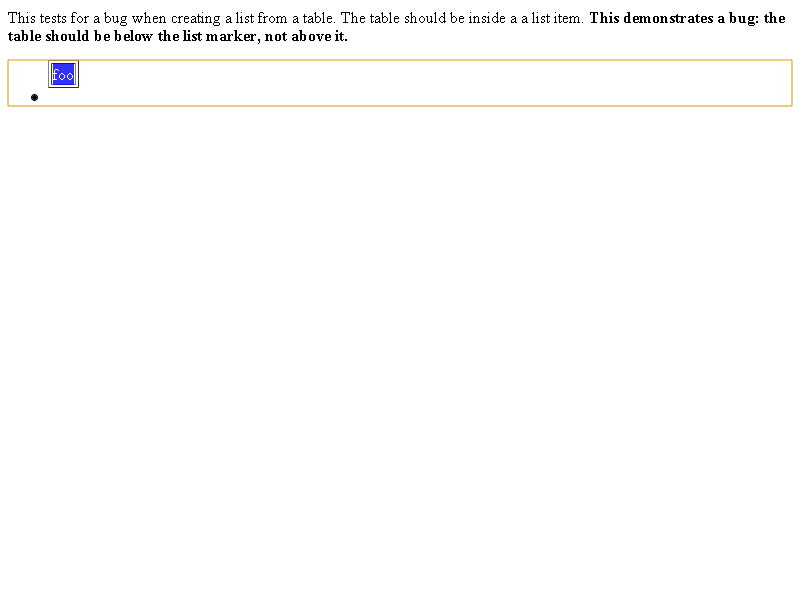 This tests for a bug when creating a list from a table. The table should be inside a a list item. This demonstrates a bug: the
table should be below the list marker, not above it.
foo